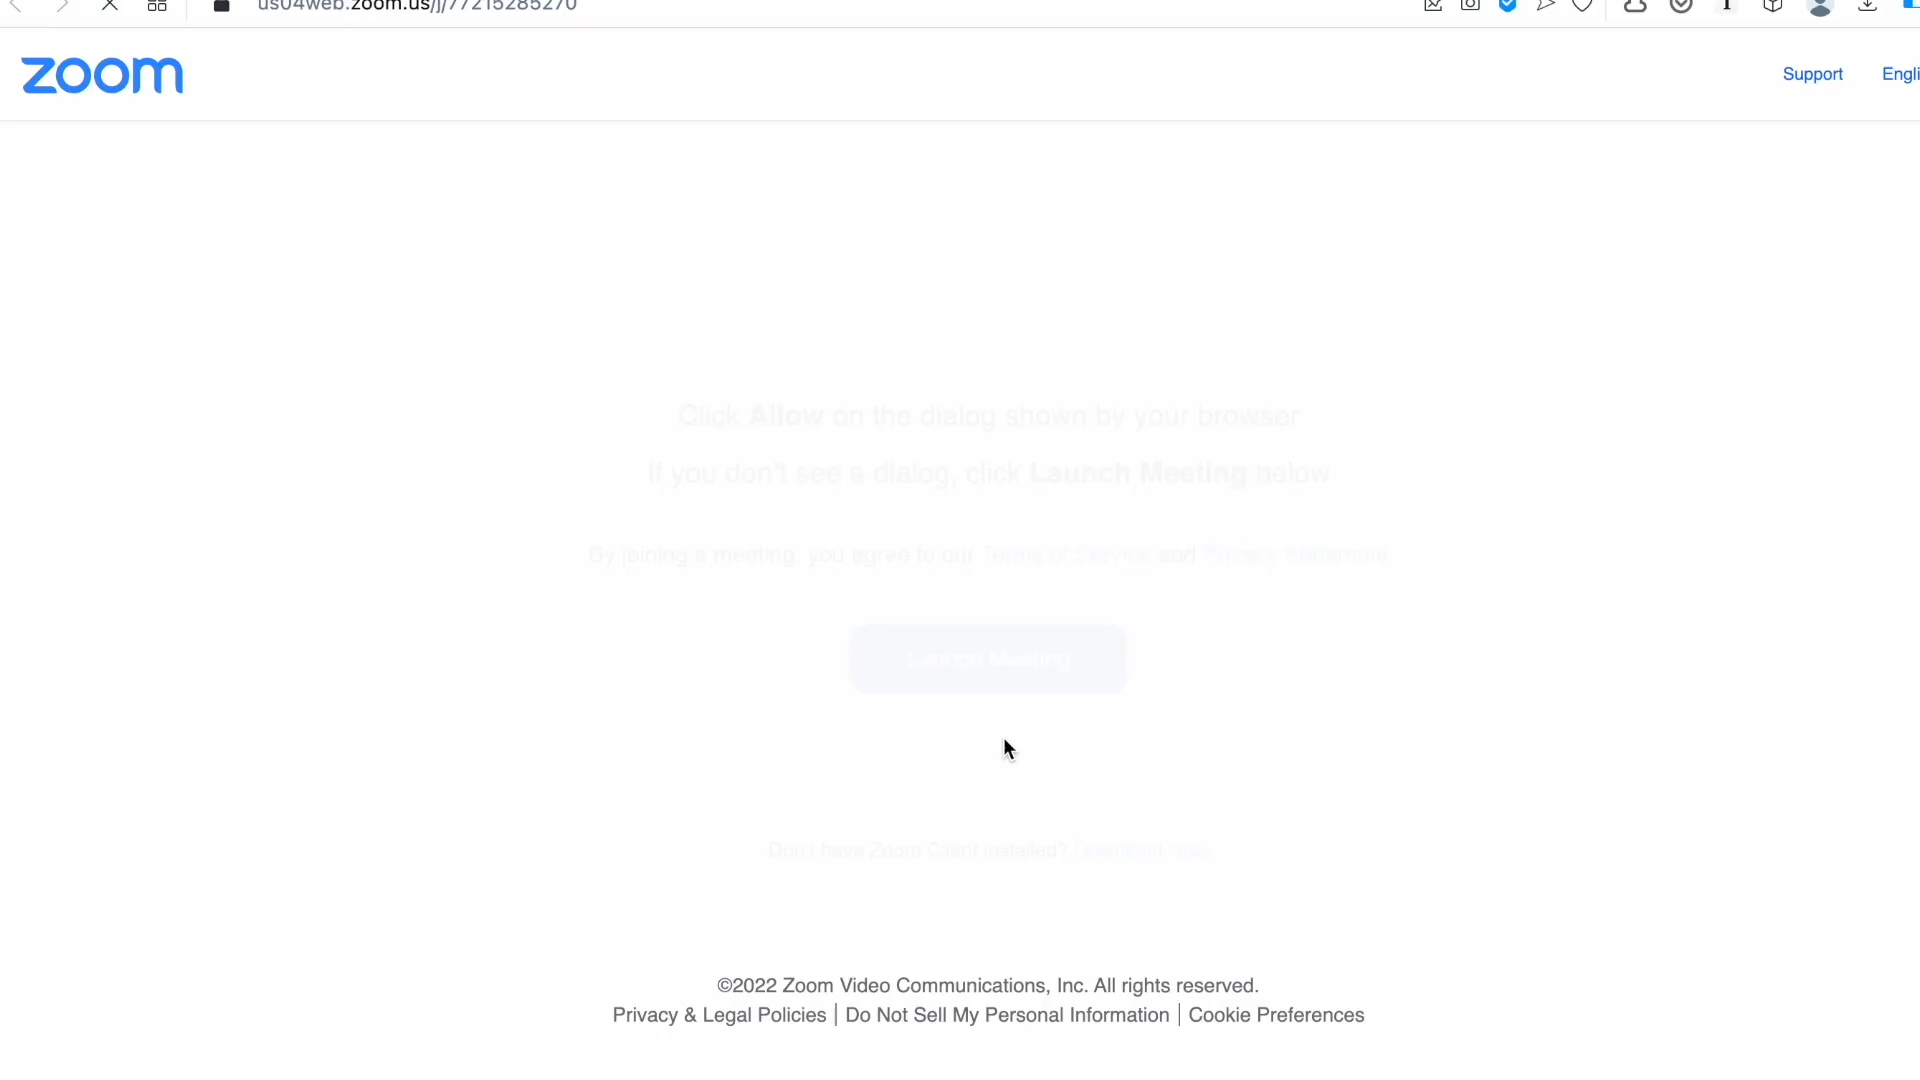 us04web.zoom.us/j/77215285270
zoom
Support
Engli
Click Allow on the dialog shown by your browser
If you don't see a dialog, click Launch Meeting below
By joining a meeting, you agree to our Terms of Service and Privacy Statement
Launch Meeting
Don't have Zoom Client installed? Download Now
©2022 Zoom Video Communications, Inc. All rights reserved.
Privacy & Legal Policies | Do Not Sell My Personal Information | Cookie Preferences